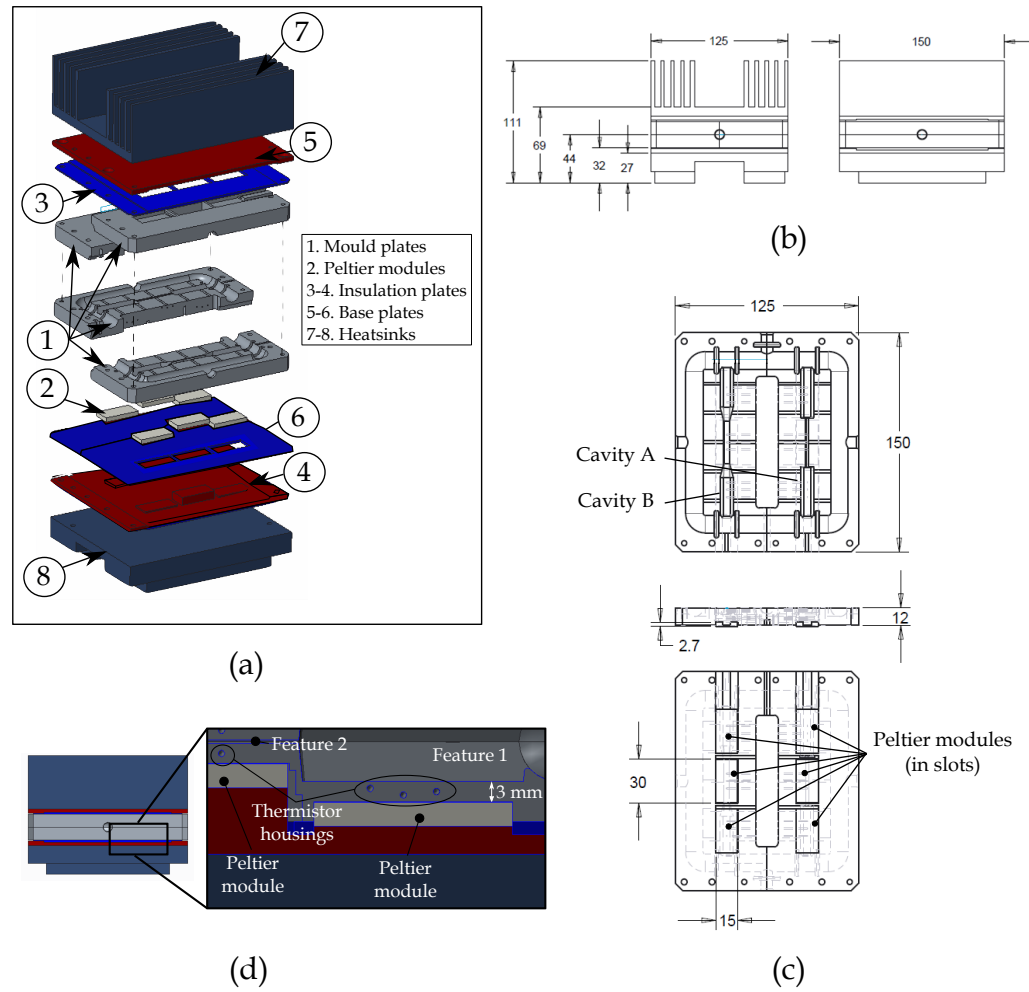 7
5
3
1
2
6
4
8
1. Mould plates
2. Peltier modules
3-4. Insulation plates
5-6. Base plates
7-8. Heatsinks
(a)
125
150
111
69
44
32
27
(b)
125
150
Cavity A
Cavity B
12
2.7
30
Peltier modules
(in slots)
15
(c)
Feature 2
Feature 1
3 mm
Thermistor
housings
Peltier
module
Peltier
module
(d)